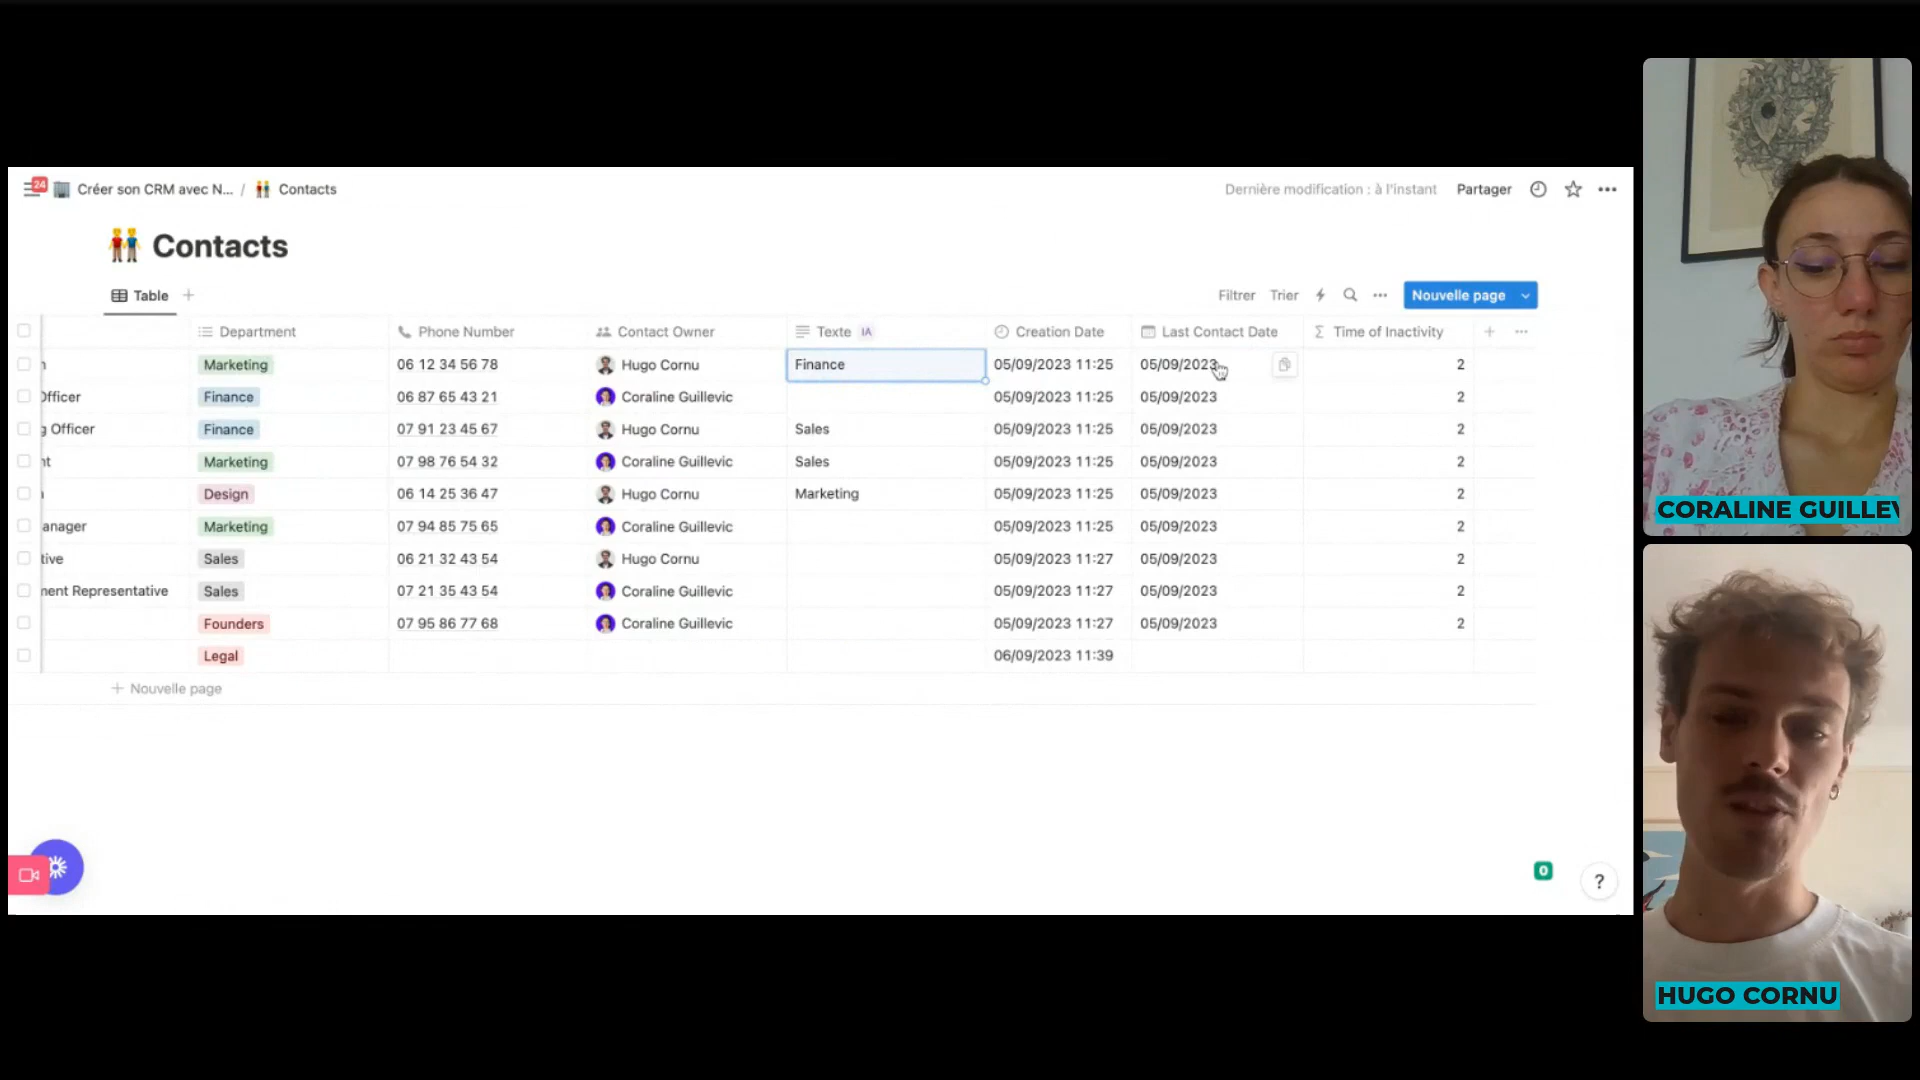 24 Créer son CRM avec N... / Contacts
Dernière modification : à l'instant Partager
Contacts
Table
Filtrer Trier Nouvelle page
Department Phone Number Contact Owner Texte IA Creation Date Last Contact Date Time of Inactivity
Marketing 06 12 34 56 78 Hugo Cornu Finance 05/09/2023 11:25 05/09/2023 2
Officer Finance 06 87 65 43 21 Coraline Guillevic 05/09/2023 11:25 05/09/2023 2
g Officer Finance 07 91 23 45 67 Hugo Cornu Sales 05/09/2023 11:25 05/09/2023 2
nt Marketing 07 98 76 54 32 Coraline Guillevic Sales 05/09/2023 11:25 05/09/2023 2
Design 06 14 25 36 47 Hugo Cornu Marketing 05/09/2023 11:25 05/09/2023 2
anager Marketing 07 94 85 75 65 Coraline Guillevic 05/09/2023 11:25 05/09/2023 2
tive Sales 06 21 32 43 54 Hugo Cornu 05/09/2023 11:27 05/09/2023 2
ment Representative Sales 07 21 35 43 54 Coraline Guillevic 05/09/2023 11:27 05/09/2023 2
Founders 07 95 86 77 68 Coraline Guillevic 05/09/2023 11:27 05/09/2023 2
Legal 06/09/2023 11:39
Nouvelle page
0
?
CORALINE GUILLEV
HUGO CORNU